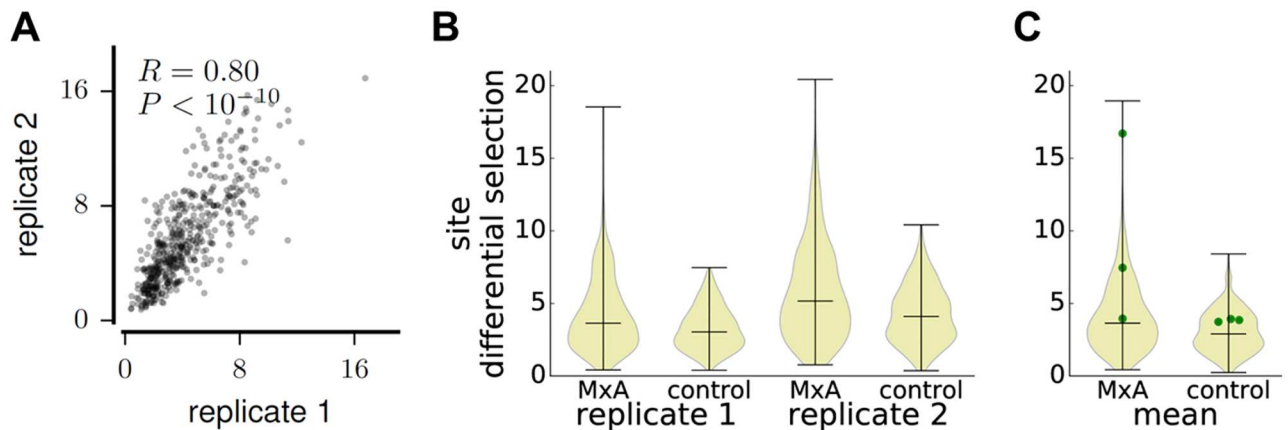 A
R = 0.80
P < 10^{-10}
16
8
0
replicate 2
0 8 16
replicate 1
B
site
differential selection
20
15
10
5
0
MxA control MxA control
replicate 1 replicate 2
C
20
15
10
5
0
MxA control
mean